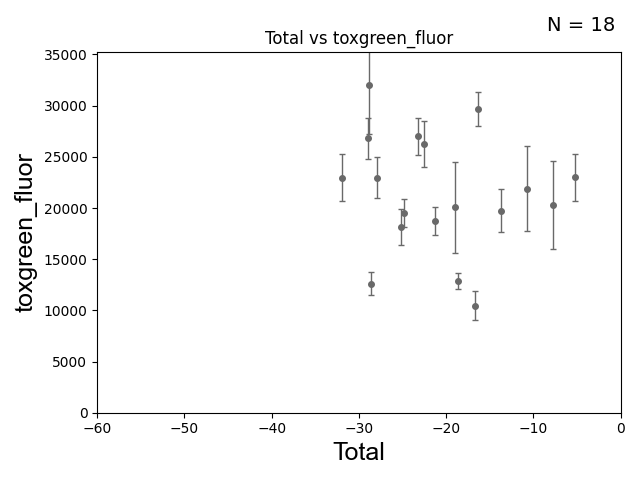 N = 18
Total vs toxgreen_fluor
35000
30000
25000
20000
15000
10000
5000
0
toxgreen_fluor
−60 −50 −40 −30 −20 −10 0
Total